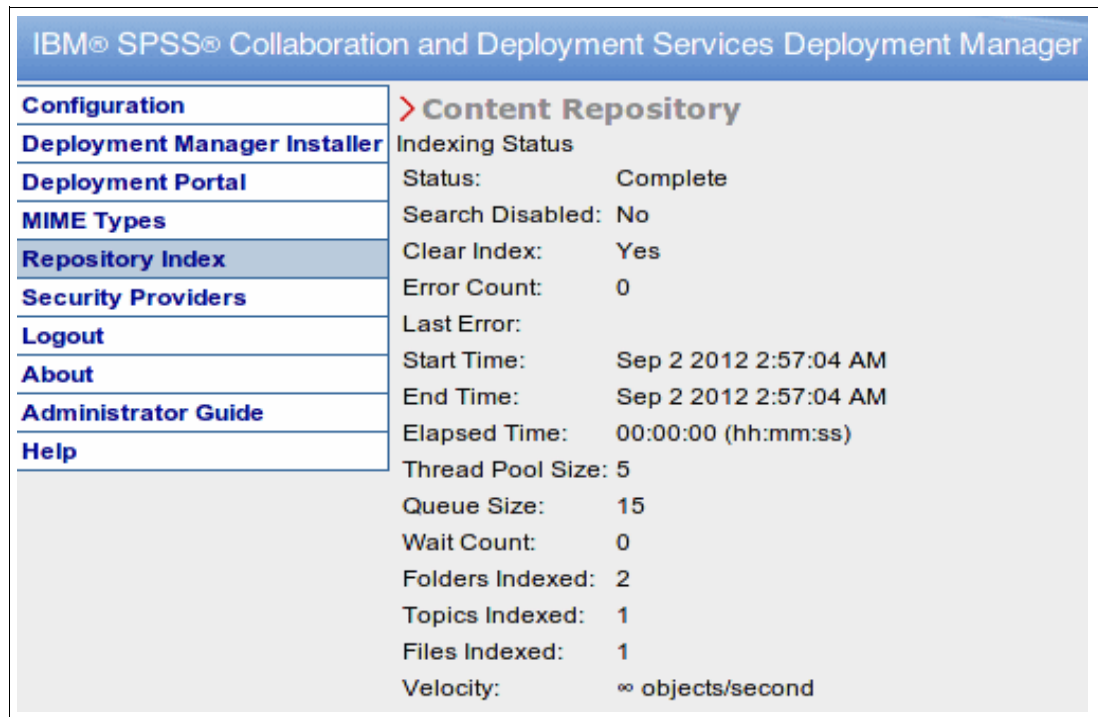 IBM® SPSS® Collaboration and Deployment Services Deployment Manager
Configuration
Deployment Manager Installer
Deployment Portal
MIME Types
Repository Index
Security Providers
Logout
About
Administrator Guide
Help
>Content Repository
Indexing Status
Status: Complete
Search Disabled: No
Clear Index: Yes
Error Count: 0
Last Error:
Start Time: Sep 2 2012 2:57:04 AM
End Time: Sep 2 2012 2:57:04 AM
Elapsed Time: 00:00:00 (hh:mm:ss)
Thread Pool Size: 5
Queue Size: 15
Wait Count: 0
Folders Indexed: 2
Topics Indexed: 1
Files Indexed: 1
Velocity: ∞ objects/second